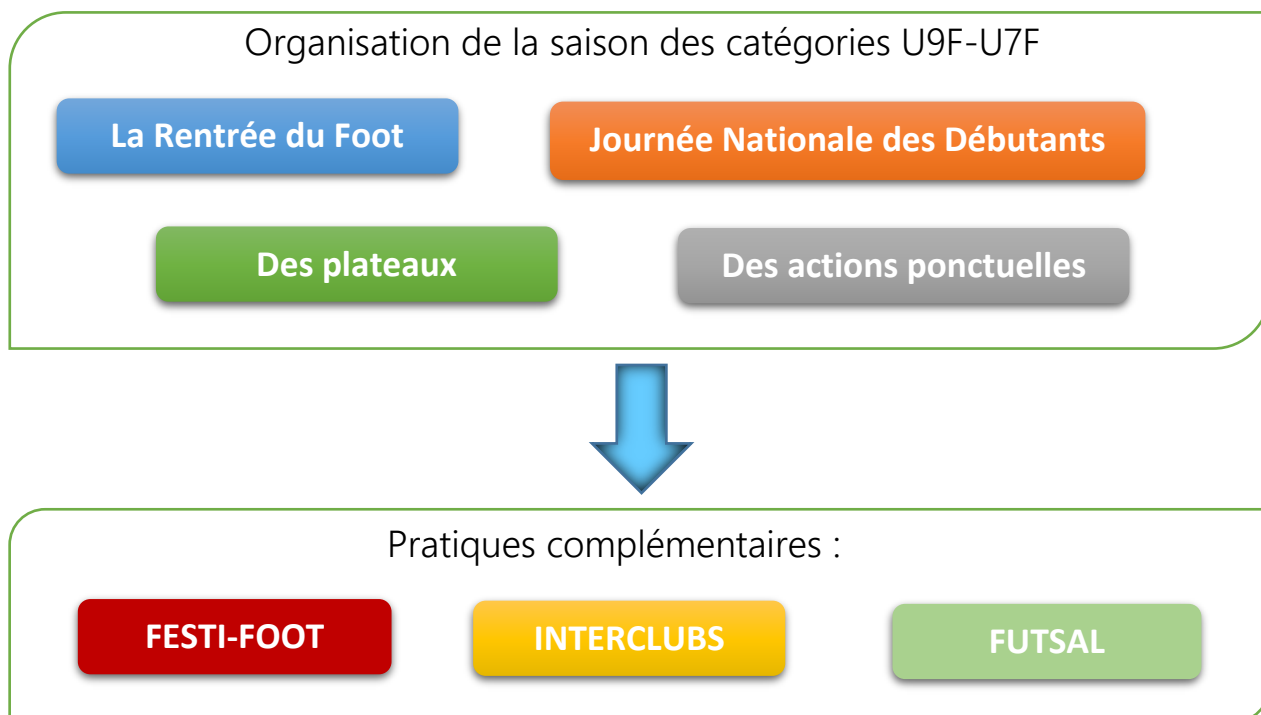 Organisation de la saison des catégories U9F-U7F
La Rentrée du Foot
Journée Nationale des Débutants
Des plateaux
Des actions ponctuelles
Pratiques complémentaires :
FESTI-FOOT
INTERCLUBS
FUTSAL